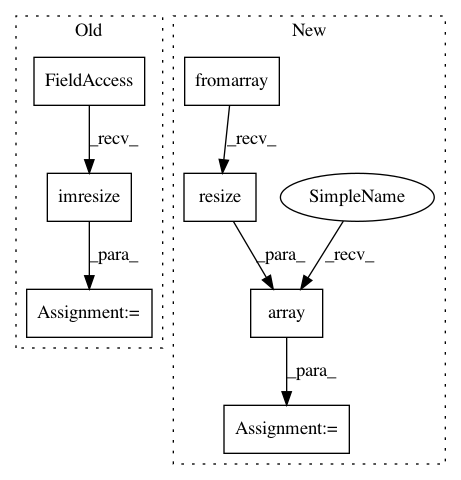 Old
New
FieldAccess
fromarray
_recv_
_recv_
imresize
resize
SimpleName
_para_
_para_
_recv_
Assignment:=
array
_para_
Assignment:=